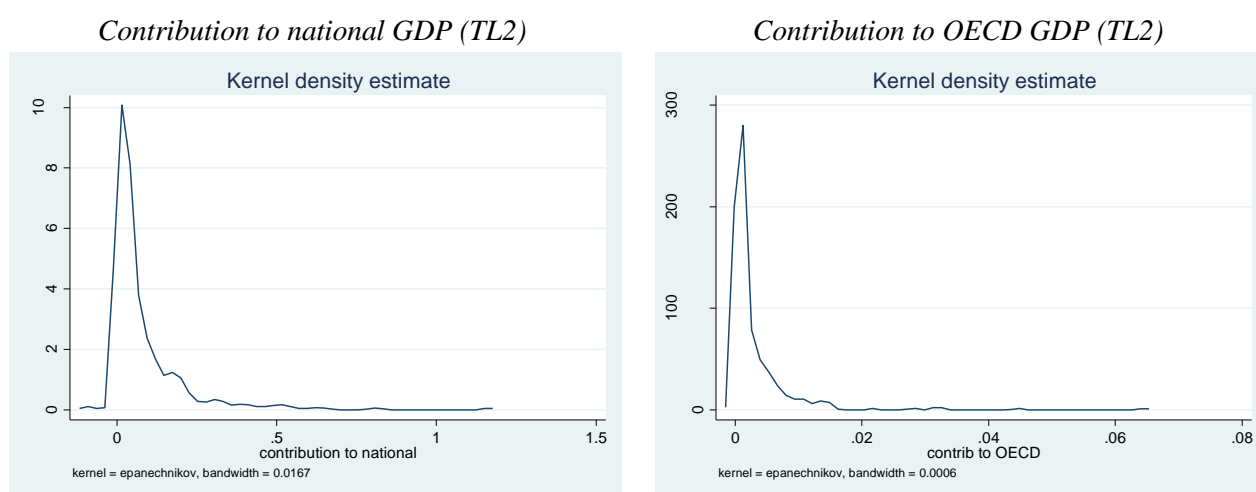 Contribution to national GDP (TL2)
Kernel density estimate
10
8
6
4
2
0
0 .5 1 1.5
contribution to national
kernel = epanechnikov, bandwidth = 0.0167
Contribution to OECD GDP (TL2)
Kernel density estimate
300
200
100
0
0 .02 .04 .06 .08
contrib to OECD
kernel = epanechnikov, bandwidth = 0.0006